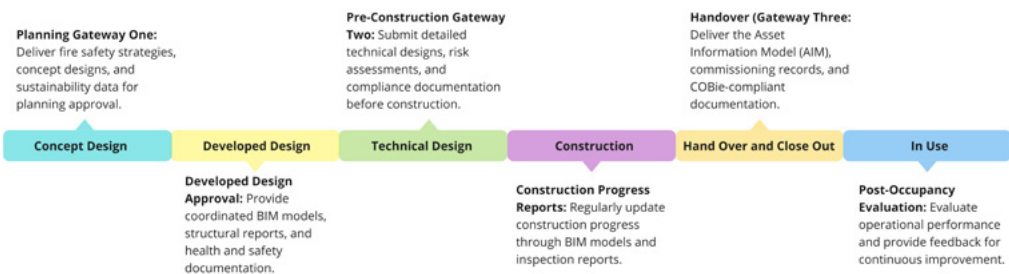 Planning Gateway One:
Deliver fire safety strategies,
concept designs, and
sustainability data for
planning approval.
Pre-Construction Gateway
Two: Submit detailed
technical designs, risk
assessments, and
compliance documentation
before construction.
Handover (Gateway Three:
Deliver the Asset
Information Model (AIM),
commissioning records, and
COBie-compliant
documentation.
Concept Design
Developed Design
Technical Design
Construction
Hand Over and Close Out
In Use
Developed Design
Approval: Provide
coordinated BIM models,
structural reports, and
health and safety
documentation.
Construction Progress
Reports: Regularly update
construction progress
through BIM models and
inspection reports.
Post-Occupancy
Evaluation: Evaluate
operational performance
and provide feedback for
continuous improvement.